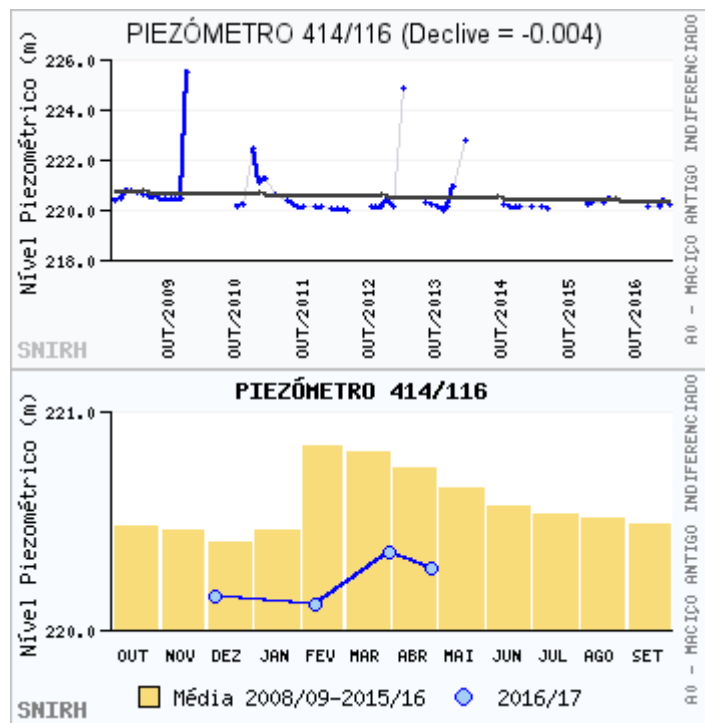 PIEZÓMETRO 414/116 (Declive = -0.004)
Nível Piezométrico (m)
226.0
224.0
222.0
220.0
218.0
OUT/2009
OUT/2010
OUT/2011
OUT/2012
OUT/2013
OUT/2014
OUT/2015
OUT/2016
A0 - MACIÇO ANTIGO INDIFERENCIADO
SNIRH
PIEZÓMETRO 414/116
Nível Piezométrico (m)
221.0
220.0
OUT NOV DEZ JAN FEV MAR ABR MAI JUN JUL AGO SET
A0 - MACIÇO ANTIGO INDIFERENCIADO
SNIRH
Média 2008/09-2015/16
2016/17